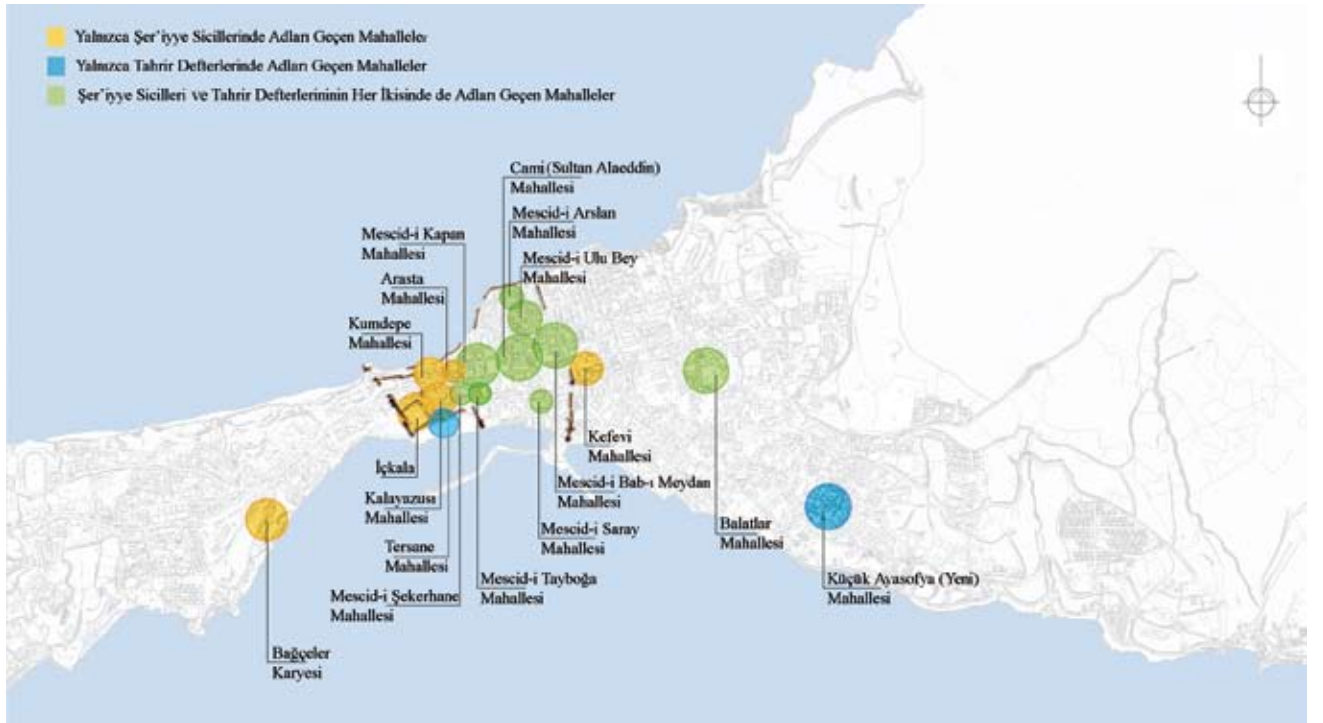 Yalnızca Şer'iyye Sicillerinde Adları Geçen Mahalleler
Yalnızca Tahrir Defterlerinde Adları Geçen Mahalleler
Şer'iyye Sicilleri ve Tahrir Defterlerininin Her İkisinde de Adları Geçen Mahalleler
Cami (Sultan Alaeddin)
Mahallesi
Mescid-i Arslan
Mahallesi
Mescid-i Kapan
Mahallesi
Mescid-i Ulu Bey
Mahallesi
Arasta
Mahallesi
Kumdepe
Mahallesi
Kefevi
Mahallesi
İçkala
Mescid-i Bab-ı Meydan
Mahallesi
Kalayazusı
Mahallesi
Mescid-i Saray
Mahallesi
Balatlar
Mahallesi
Tersane
Mahallesi
Mescid-i Tayboğa
Mahallesi
Küçük Ayasofya (Yeni)
Mahallesi
Mescid-i Şekerhane
Mahallesi
Bağçeler
Karyesi